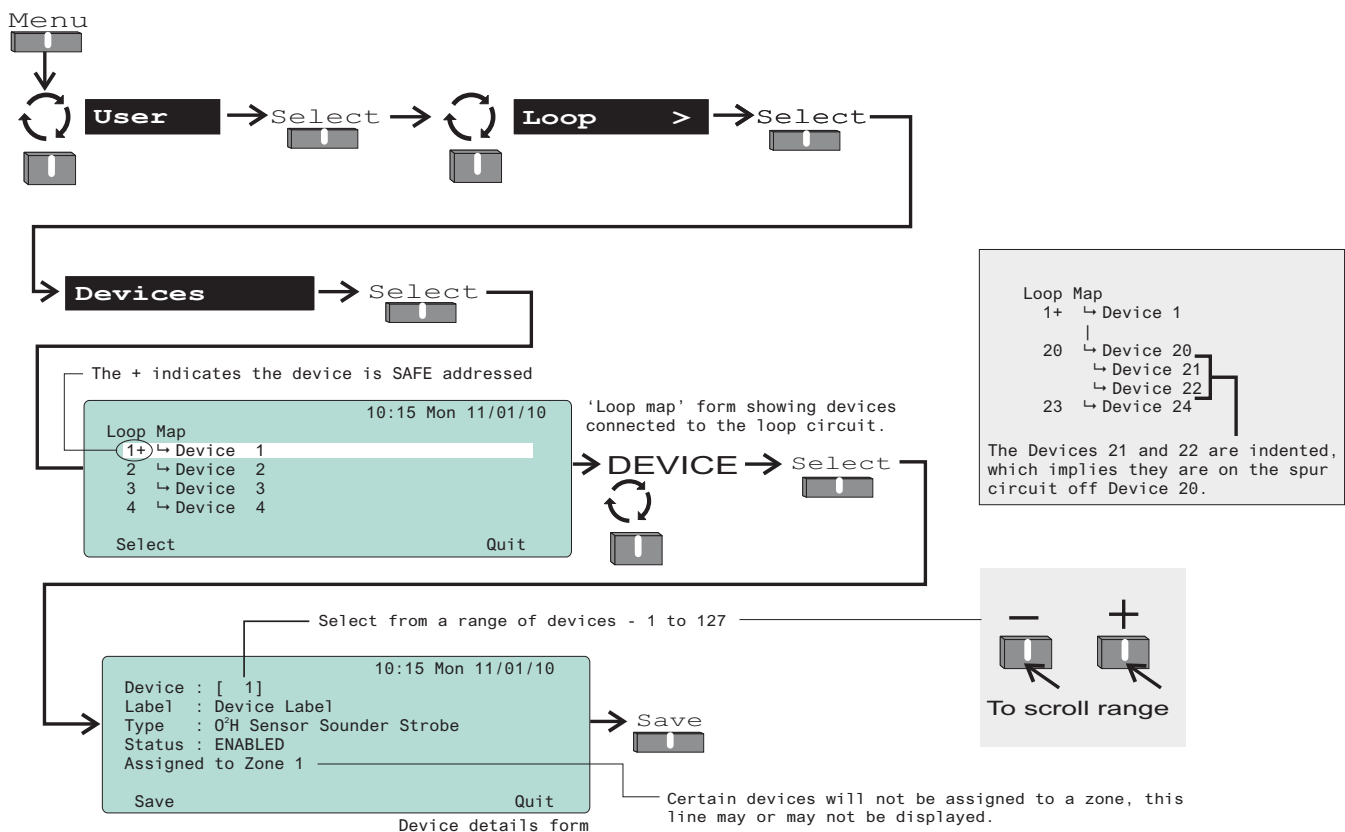 Menu
User
Select
Loop >
Select
Devices
Select
The + indicates the device is SAFE addressed
10:15 Mon 11/01/10
Loop Map
1+ ↳ Device 1
2 ↳ Device 2
3 ↳ Device 3
4 ↳ Device 4
Select Quit
'Loop map' form showing devices
connected to the loop circuit.
DEVICE
Select
Loop Map
1+ ↳ Device 1
|
20 ↳ Device 20
↳ Device 21
↳ Device 22
23 ↳ Device 24
The Devices 21 and 22 are indented,
which implies they are on the spur
circuit off Device 20.
Select from a range of devices - 1 to 127
– +
To scroll range
10:15 Mon 11/01/10
Device : [ 1]
Label : Device Label
Type : O²H Sensor Sounder Strobe
Status : ENABLED
Assigned to Zone 1
Save Quit
Device details form
Save
Certain devices will not be assigned to a zone, this
line may or may not be displayed.